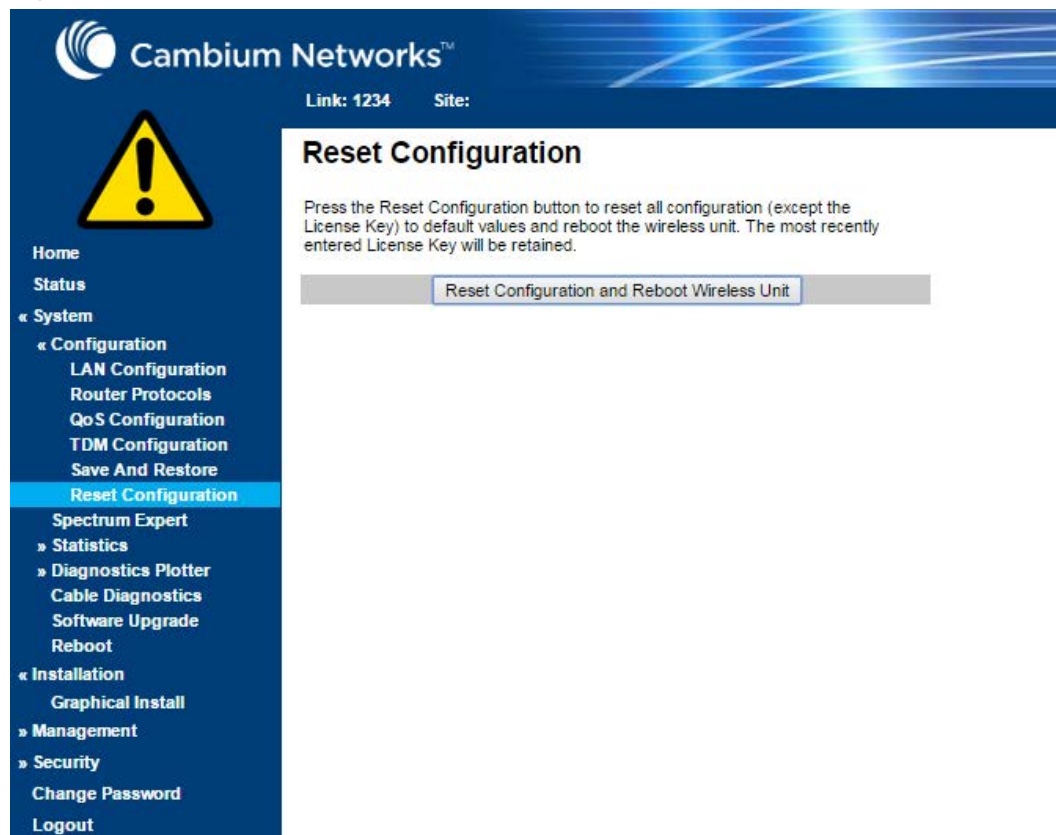 Cambium Networks™
Link: 1234 Site:
Home
Status
« System
« Configuration
LAN Configuration
Router Protocols
QoS Configuration
TDM Configuration
Save And Restore
Reset Configuration
Spectrum Expert
» Statistics
» Diagnostics Plotter
Cable Diagnostics
Software Upgrade
Reboot
« Installation
Graphical Install
» Management
» Security
Change Password
Logout
Reset Configuration
Press the Reset Configuration button to reset all configuration (except the
License Key) to default values and reboot the wireless unit. The most recently
entered License Key will be retained.
Reset Configuration and Reboot Wireless Unit